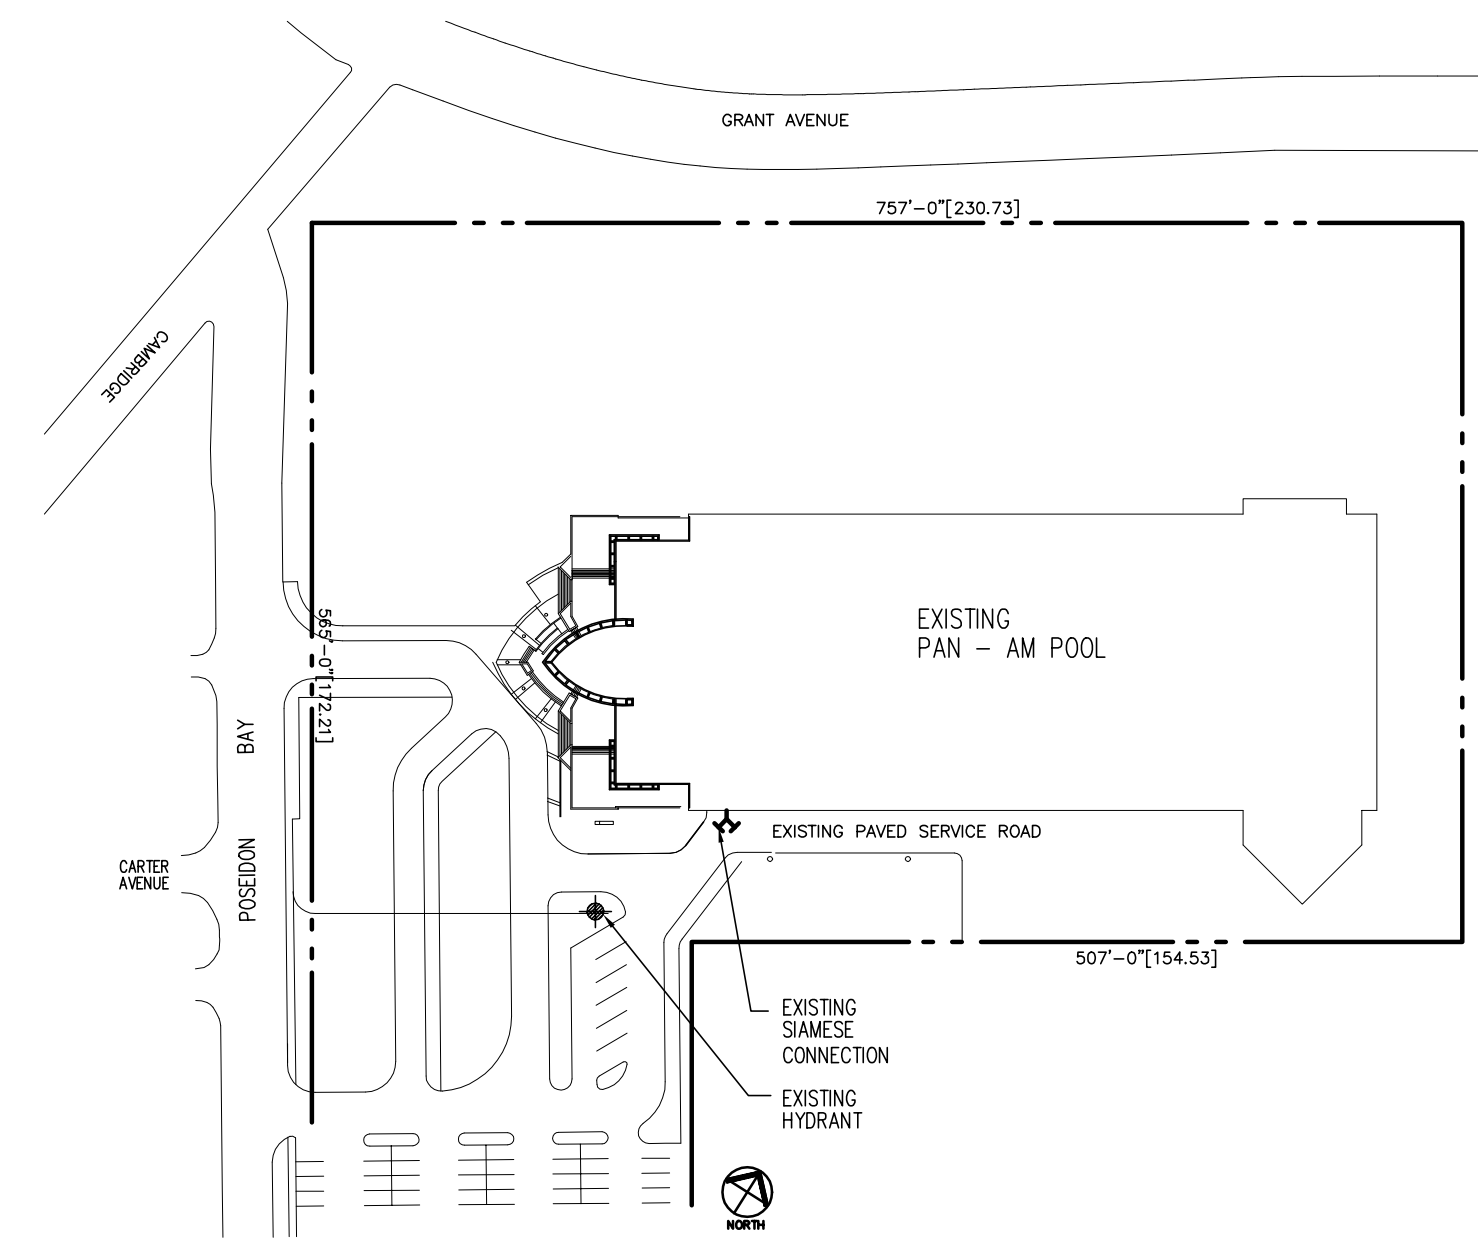 GRANT AVENUE
757'-0"[230.73]
CAMBRIDGE
EXISTING
PAN - AM POOL
565'-0"[172.21]
BAY
POSEIDON
CARTER
AVENUE
EXISTING PAVED SERVICE ROAD
507'-0"[154.53]
EXISTING
SIAMESE
CONNECTION
EXISTING
HYDRANT
NORTH